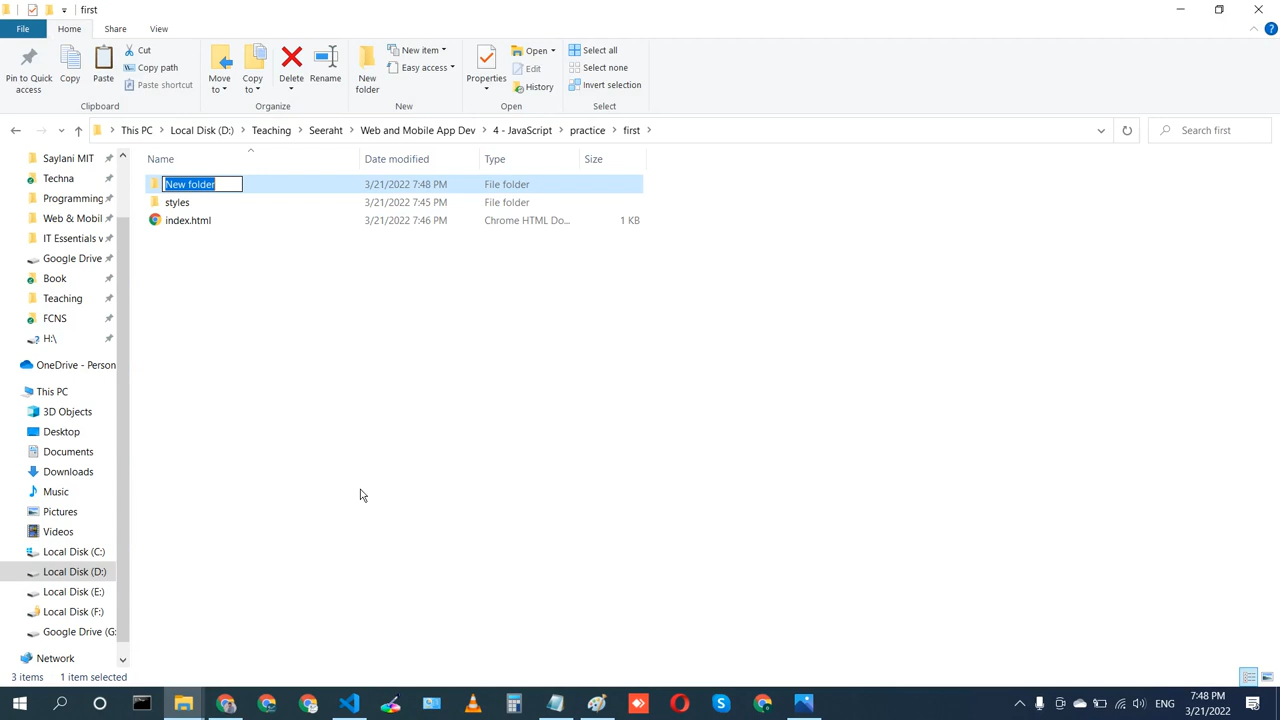 first
File
Home
Share
View
Pin to Quick access
Copy
Paste
Cut
Copy path
Paste shortcut
Clipboard
Move to
Copy to
Delete
Rename
Organize
New folder
New item
Easy access
New
Properties
Open
Edit
History
Open
Select all
Select none
Invert selection
Select
This PC
Local Disk (D:)
Teaching
Seeraht
Web and Mobile App Dev
4 - JavaScript
practice
first
Search first
Name
Date modified
Type
Size
New folder
3/21/2022 7:48 PM
File folder
styles
3/21/2022 7:45 PM
File folder
index.html
3/21/2022 7:46 PM
Chrome HTML Do...
1 KB
Saylani MIT
Techna
Programming
Web & Mobil
IT Essentials v
Google Drive
Book
Teaching
FCNS
H:\
OneDrive - Person
This PC
3D Objects
Desktop
Documents
Downloads
Music
Pictures
Videos
Local Disk (C:)
Local Disk (D:)
Local Disk (E:)
Local Disk (F:)
Google Drive (G:
Network
3 items
1 item selected
ENG
7:48 PM
3/21/2022